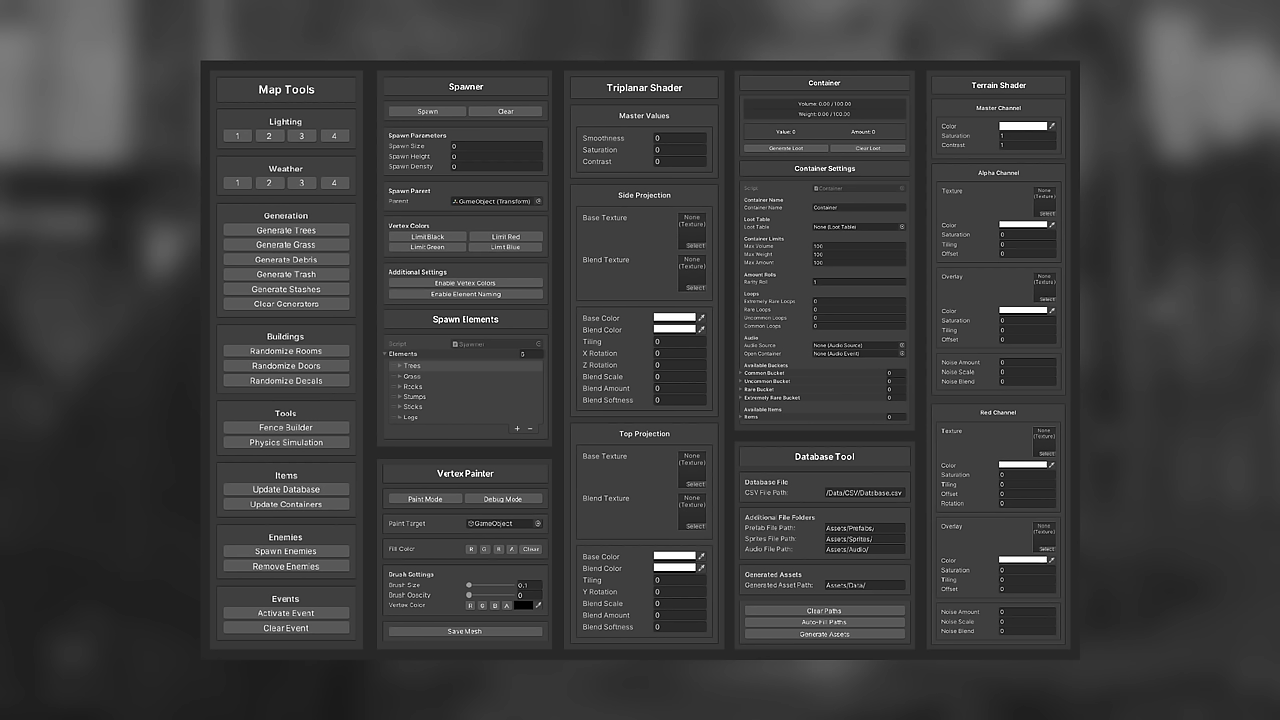 Map Tools
Lighting
1 2 3 4
Weather
1 2 3 4
Generation
Generate Trees
Generate Grass
Generate Debris
Generate Trash
Generate Stashes
Clear Generators
Buildings
Randomize Rooms
Randomize Doors
Randomize Decals
Tools
Fence Builder
Physics Simulation
Items
Update Database
Update Containers
Enemies
Spawn Enemies
Remove Enemies
Events
Activate Event
Clear Event
Spawner
Spawn Clear
Spawn Parameters
Spawn Size 0
Spawn Height 0
Spawn Density 0
Spawn Parent
Parent GameObject (Transform)
Vertex Colors
Limit Black Limit Red
Limit Green Limit Blue
Additional Settings
Enable Vertex Colors
Enable Element Naming
Spawn Elements
Script Spawner
Elements 6
Trees
Grass
Rocks
Stumps
Sticks
Logs
+ −
Vertex Painter
Paint Mode Debug Mode
Paint Target GameObject
Fill Color R G B A Clear
Brush Settings
Brush Size 0.1
Brush Opacity 0
Vertex Color R G B A
Save Mesh
Triplanar Shader
Master Values
Smoothness 0
Saturation 0
Contrast 0
Side Projection
Base Texture None (Texture) Select
Blend Texture None (Texture) Select
Base Color
Blend Color
Tiling 0
X Rotation 0
Z Rotation 0
Blend Scale 0
Blend Amount 0
Blend Softness 0
Top Projection
Base Texture None (Texture) Select
Blend Texture None (Texture) Select
Base Color
Blend Color
Tiling 0
Y Rotation 0
Blend Scale 0
Blend Amount 0
Blend Softness 0
Container
Volume: 0.00 / 100.00
Weight: 0.00 / 100.00
Value: 0 Amount: 0
Generate Loot Clear Loot
Container Settings
Script Container
Container Name
Container Name Container
Loot Table
Loot Table None (Loot Table)
Container Limits
Max Volume 100
Max Weight 100
Max Amount 100
Amount Rolls
Rarity Roll 1
Loops
Extremely Rare Loops 0
Rare Loops 0
Uncommon Loops 0
Common Loops 0
Audio
Audio Source None (Audio Source)
Open Container None (Audio Event)
Available Buckets
Common Bucket 0
Uncommon Bucket 0
Rare Bucket 0
Extremely Rare Bucket 0
Available Items
Items 0
Database Tool
Database File
CSV File Path: /Data/CSV/Database.csv
Additional File Folders
Prefab File Path: Assets/Prefabs/
Sprites File Path: Assets/Sprites/
Audio File Path: Assets/Audio/
Generated Assets
Generated Asset Path: Assets/Data/
Clear Paths
Auto-Fill Paths
Generate Assets
Terrain Shader
Master Channel
Color
Saturation 1
Contrast 1
Alpha Channel
Texture None (Texture) Select
Color
Saturation 0
Tiling 0
Offset 0
Overlay None (Texture) Select
Color
Saturation 0
Tiling 0
Offset 0
Noise Amount 0
Noise Scale 0
Noise Blend 0
Red Channel
Texture None (Texture) Select
Color
Saturation 0
Tiling 0
Offset 0
Rotation 0
Overlay None (Texture) Select
Color
Saturation 0
Tiling 0
Offset 0
Noise Amount 0
Noise Scale 0
Noise Blend 0